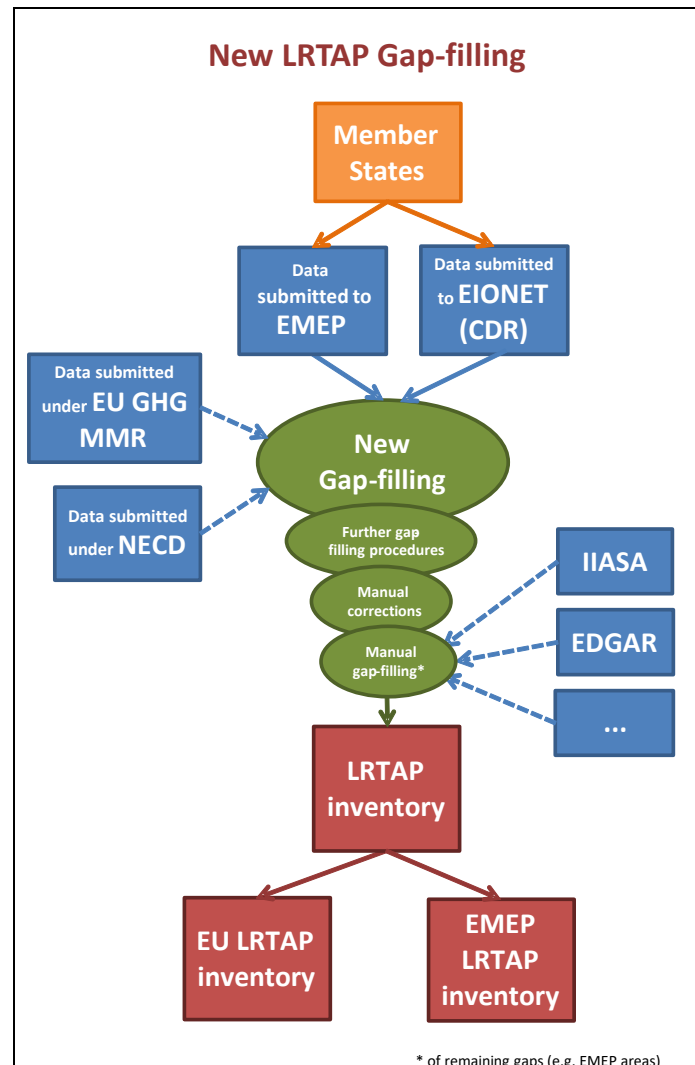 New LRTAP Gap-filling
Member
States
Data
submitted to
EMEP
Data submitted
to EIONET
(CDR)
Data submitted
under EU GHG
MMR
New
Gap-filling
Data submitted
under NECD
Further gap
filling procedures
Manual
corrections
Manual
gap-filling*
IIASA
EDGAR
...
LRTAP
inventory
EU LRTAP
inventory
EMEP
LRTAP
inventory
* of remaining gaps (e.g. EMEP areas)